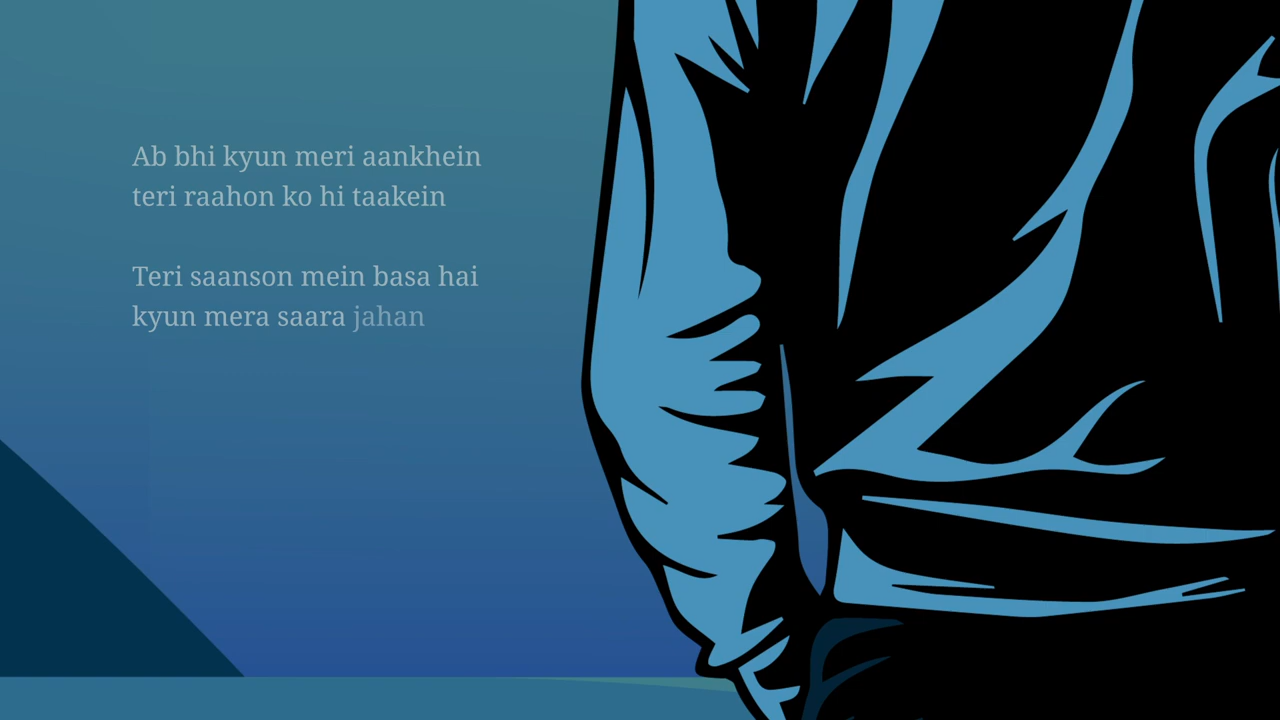 Ab bhi kyun meri aankhein
teri raahon ko hi taakein
Teri saanson mein basa hai
kyun mera saara jahan